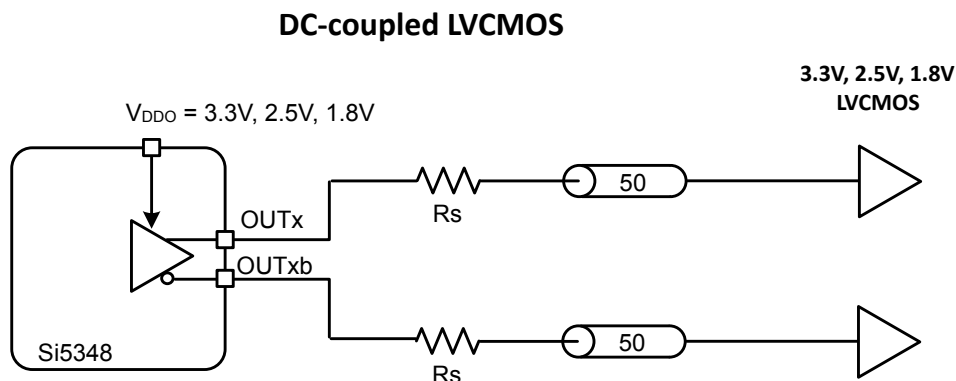 DC-coupled LVCMOS
3.3V, 2.5V, 1.8V
LVCMOS
VDDO = 3.3V, 2.5V, 1.8V
OUTx
Rs
50
OUTxb
Rs
50
Si5348